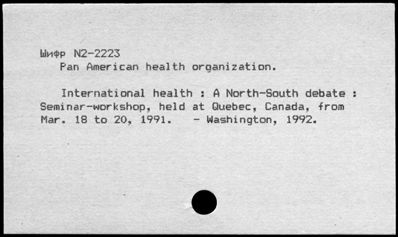 Шифр N2-2223
Pan American health organization.
International health : A North-South debate :
Seminar-workshop, held at Quebec, Canada, from
Mar. 18 to 20, 1991. - Washington, 1992.